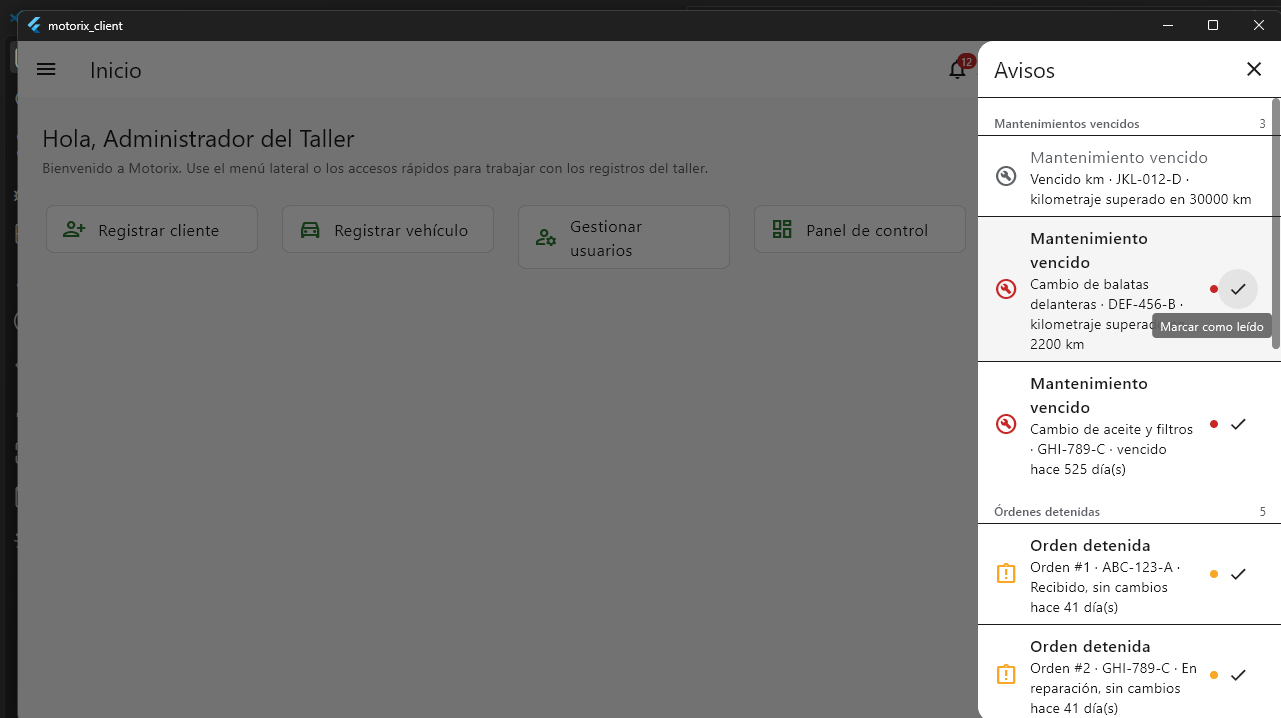 motorix_client
Inicio
12
Avisos
Hola, Administrador del Taller
Bienvenido a Motorix. Use el menú lateral o los accesos rápidos para trabajar con los registros del taller.
Registrar cliente
Registrar vehículo
Gestionar
usuarios
Panel de control
Mantenimientos vencidos 3
Mantenimiento vencido
Vencido km · JKL-012-D ·
kilometraje superado en 30000 km
Mantenimiento
vencido
Cambio de balatas
delanteras · DEF-456-B ·
kilometraje
2200 km
Marcar como leído
Mantenimiento
vencido
Cambio de aceite y filtros
· GHI-789-C · vencido
hace 525 día(s)
Órdenes detenidas 5
Orden detenida
Orden #1 · ABC-123-A ·
Recibido, sin cambios
hace 41 día(s)
Orden detenida
Orden #2 · GHI-789-C · En
reparación, sin cambios
hace 41 día(s)